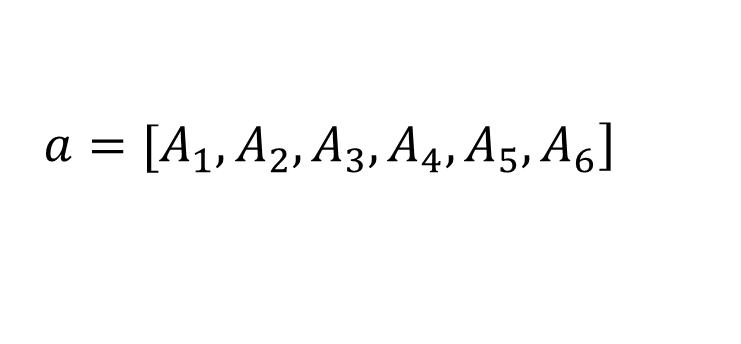 a = [A₁, A₂, A₃, A₄, A₅, A₆]